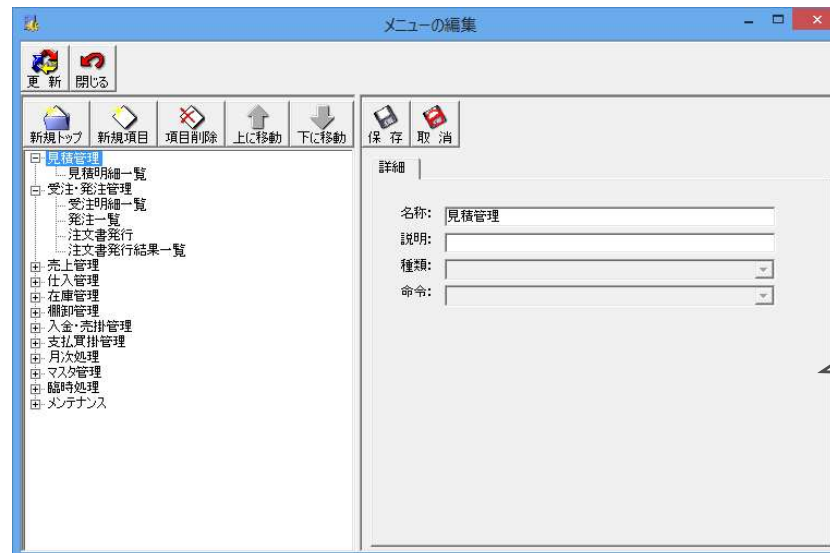 メニューの編集
更 新
閉じる
新規トップ
新規項目
項目削除
上に移動
下に移動
保 存
取 消
見積管理
見積明細一覧
受注・発注管理
受注明細一覧
発注一覧
注文書発行
注文書発行結果一覧
売上管理
仕入管理
在庫管理
棚卸管理
入金・売掛管理
支払買掛管理
月次処理
マスタ管理
臨時処理
メンテナンス
詳細
名称: 見積管理
説明:
種類:
命令: